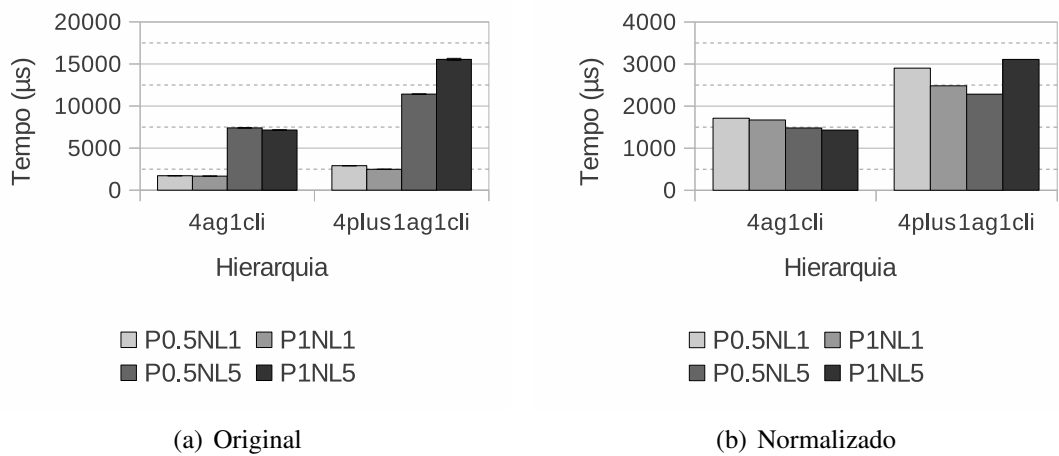 20000
15000
10000
5000
0
Tempo (µs)
4ag1cli
4plus1ag1cli
Hierarquia
P0.5NL1 P1NL1
P0.5NL5 P1NL5
(a) Original
4000
3000
2000
1000
0
Tempo (µs)
4ag1cli
4plus1ag1cli
Hierarquia
P0.5NL1 P1NL1
P0.5NL5 P1NL5
(b) Normalizado